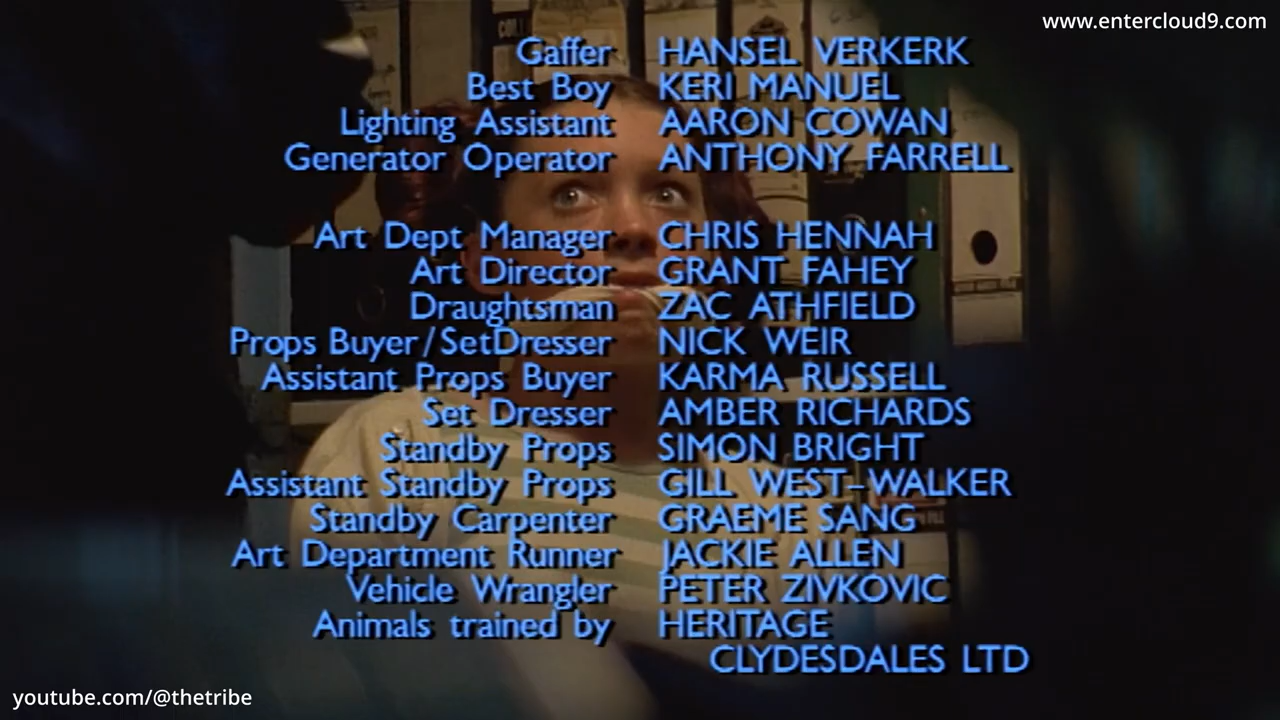 www.entercloud9.com
Gaffer HANSEL VERKERK
Best Boy KERI MANUEL
Lighting Assistant AARON COWAN
Generator Operator ANTHONY FARRELL
Art Dept Manager CHRIS HENNAH
Art Director GRANT FAHEY
Draughtsman ZAC ATHFIELD
Props Buyer/SetDresser NICK WEIR
Assistant Props Buyer KARMA RUSSELL
Set Dresser AMBER RICHARDS
Standby Props SIMON BRIGHT
Assistant Standby Props GILL WEST-WALKER
Standby Carpenter GRAEME SANG
Art Department Runner JACKIE ALLEN
Vehicle Wrangler PETER ZIVKOVIC
Animals trained by HERITAGE
CLYDESDALES LTD
youtube.com/@thetribe